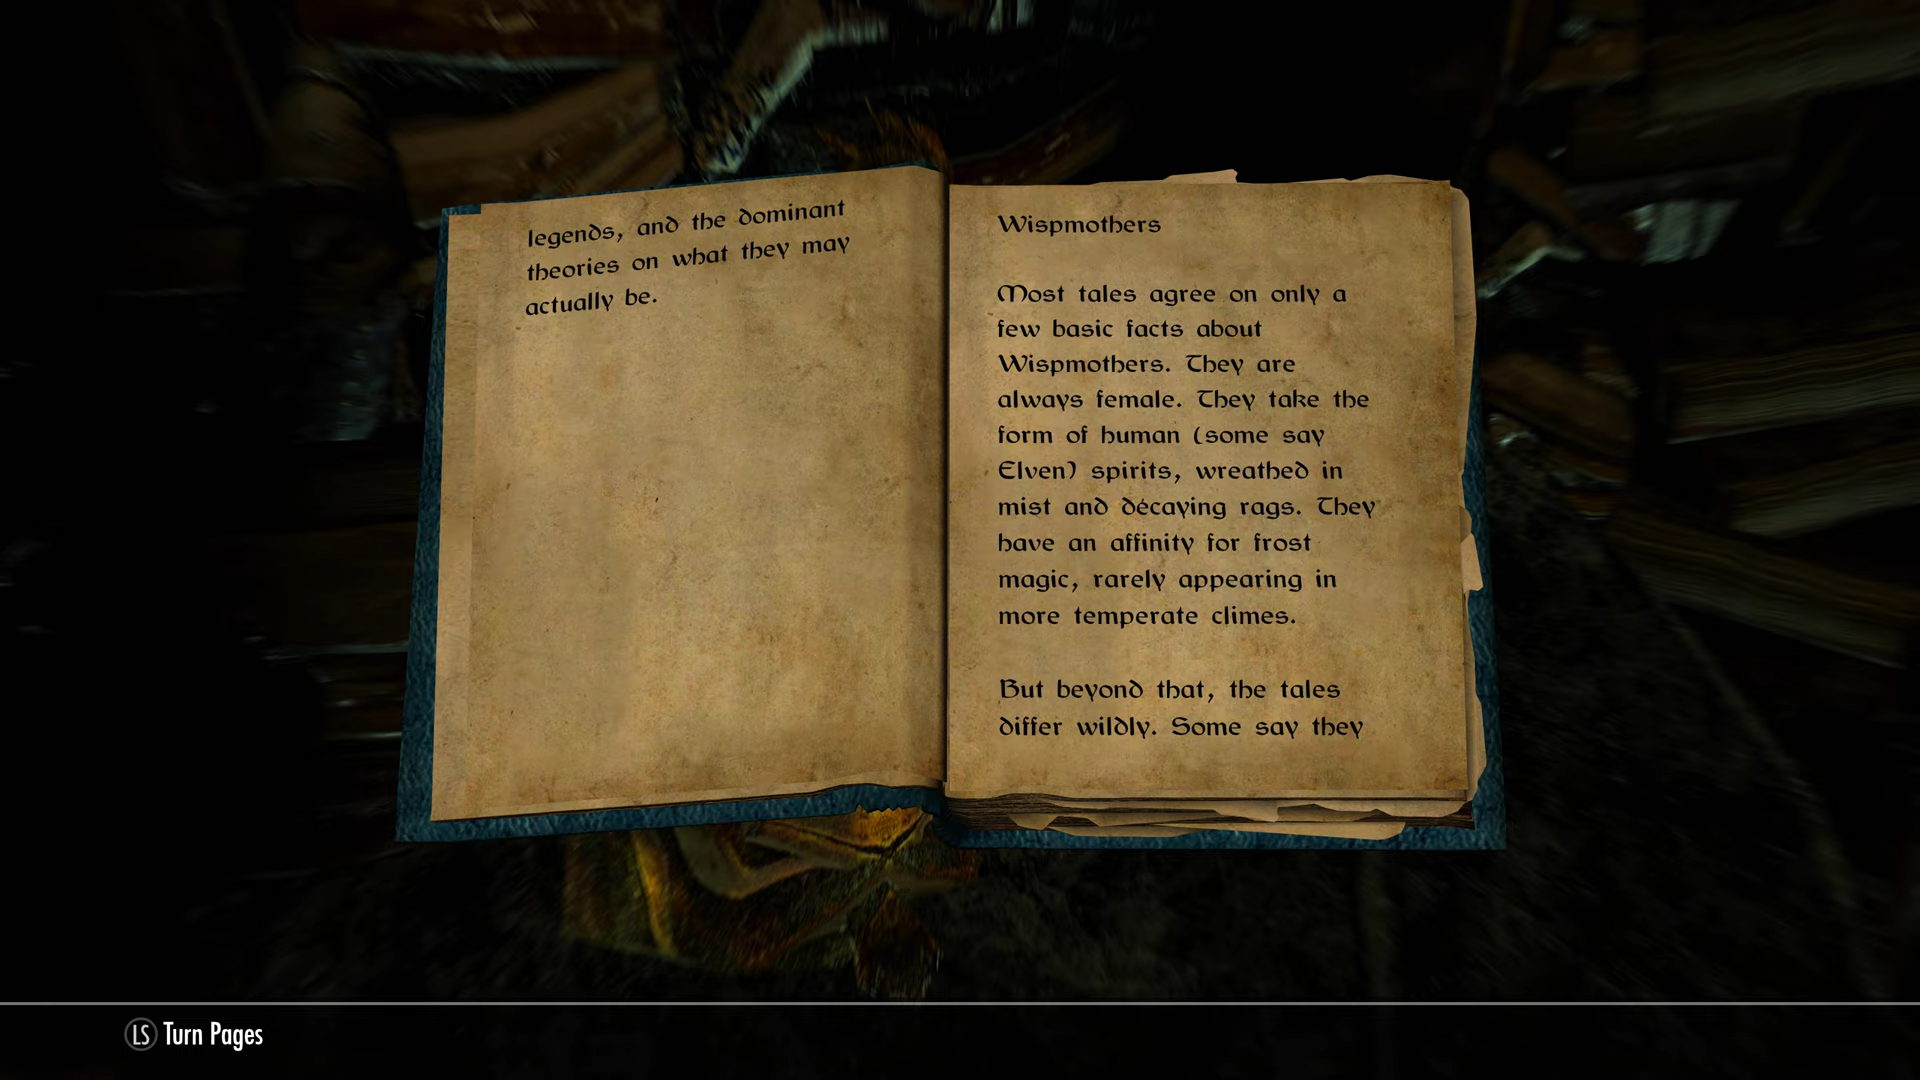 legends, and the dominant
theories on what they may
actually be.
Wispmothers
Most tales agree on only a
few basic facts about
Wispmothers. They are
always female. They take the
form of human (some say
Elven) spirits, wreathed in
mist and decaying rags. They
have an affinity for frost
magic, rarely appearing in
more temperate climes.
But beyond that, the tales
differ wildly. Some say they
LS Turn Pages